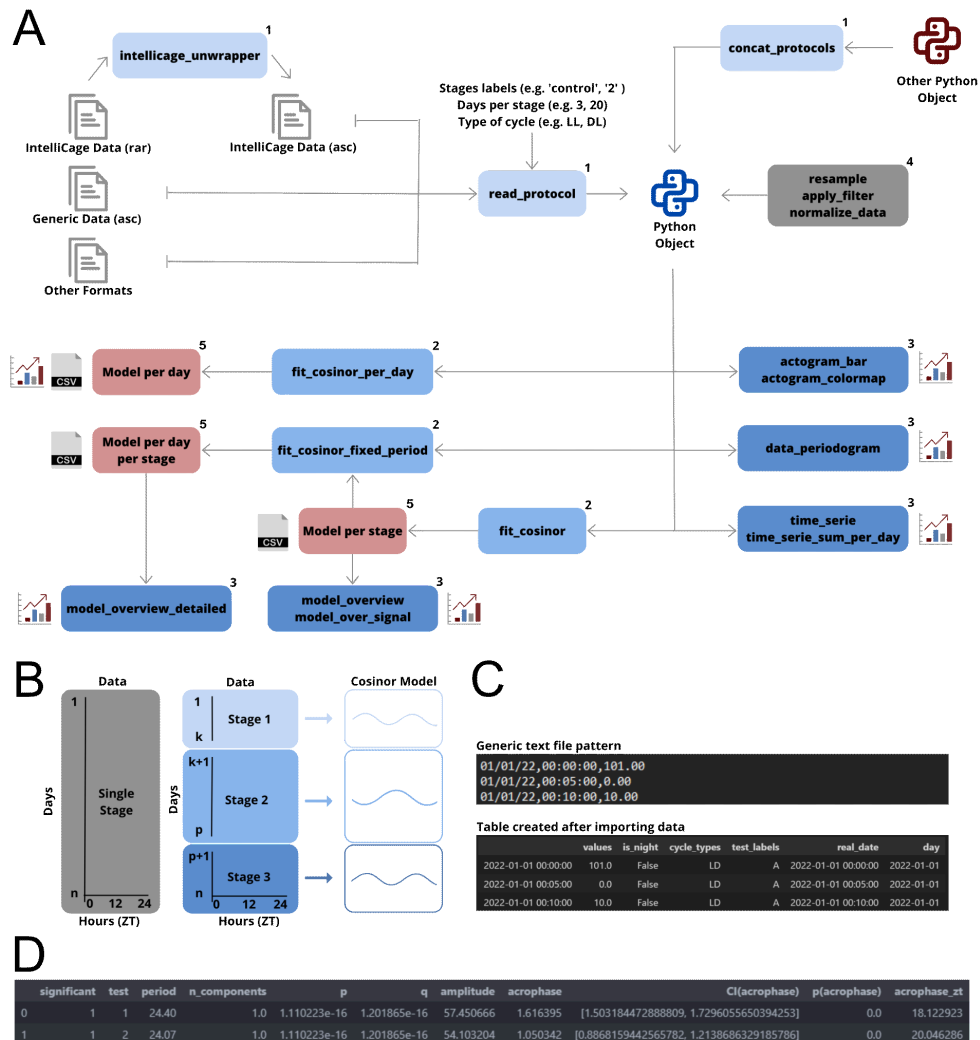 A
1
intellicage_unwrapper
IntelliCage Data (rar)
IntelliCage Data (asc)
Generic Data (asc)
Other Formats
Stages labels (e.g. 'control', '2' )
Days per stage (e.g. 3, 20)
Type of cycle (e.g. LL, DL)
1
read_protocol
1
concat_protocols
Other Python
Object
Python
Object
4
resample
apply_filter
normalize_data
5
Model per day
CSV
2
fit_cosinor_per_day
3
actogram_bar
actogram_colormap
5
Model per day
per stage
CSV
2
fit_cosinor_fixed_period
3
data_periodogram
5
Model per stage
CSV
2
fit_cosinor
3
time_serie
time_serie_sum_per_day
3
model_overview_detailed
3
model_overview
model_over_signal
B
Data
1
Days
Single
Stage
n
0 12 24
Hours (ZT)
Data
Days
1
Stage 1
k
k+1
Stage 2
p
p+1
Stage 3
n
0 12 24
Hours (ZT)
Cosinor Model
C
Generic text file pattern
01/01/22,00:00:00,101.00
01/01/22,00:05:00,0.00
01/01/22,00:10:00,10.00
Table created after importing data
values is_night cycle_types test_labels real_date day
2022-01-01 00:00:00 101.0 False LD A 2022-01-01 00:00:00 2022-01-01
2022-01-01 00:05:00 0.0 False LD A 2022-01-01 00:05:00 2022-01-01
2022-01-01 00:10:00 10.0 False LD A 2022-01-01 00:10:00 2022-01-01
D
significant test period n_components p q amplitude acrophase CI(acrophase) p(acrophase) acrophase_zt
0 1 1 24.40 1.0 1.110223e-16 1.201865e-16 57.450666 1.616395 [1.503184472888809, 1.7296055650394253] 0.0 18.122923
1 1 2 24.07 1.0 1.110223e-16 1.201865e-16 54.103204 1.050342 [0.8868159442565782, 1.2138686329185786] 0.0 20.046286